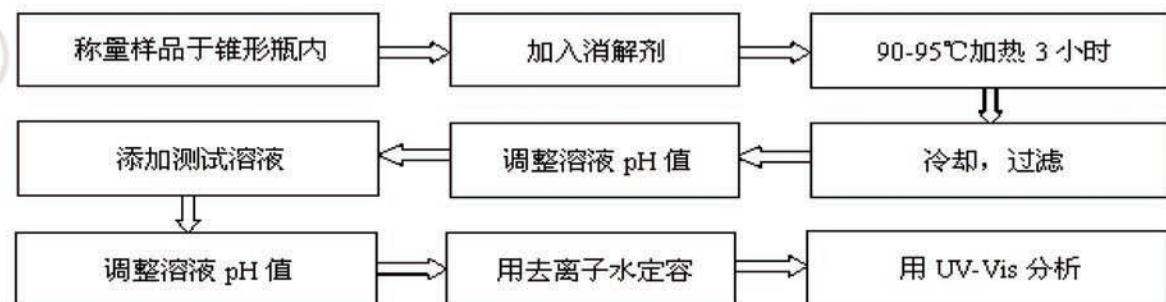 称量样品于锥形瓶内
加入消解剂
90-95℃加热 3 小时
冷却，过滤
调整溶液 pH 值
添加测试溶液
调整溶液 pH 值
用去离子水定容
用 UV-Vis 分析